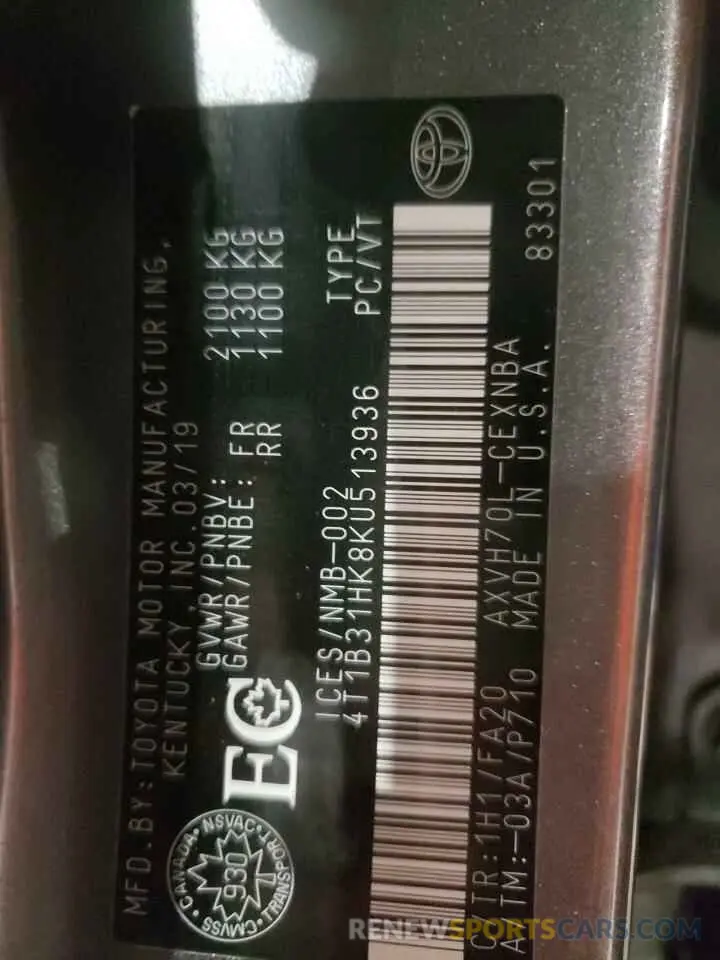 MFD.BY:TOYOTA MOTOR MANUFACTURING,
KENTUCKY,INC.03/19
GVWR/PNBV: 2100 KG
GAWR/PNBE: FR 1130 KG
RR 1100 KG
CANADA NSVAC
930
CMVSS TRANSPORT
EC
ICES/NMB-002
4T1B31HK8KU513936
TYPE
PC/VT
C/TR:1H1/FA20 AXVH70L-CEXNBA
A/TM:-03A/P710 MADE IN U.S.A. 83301
RENEWSPORTSCARS.COM